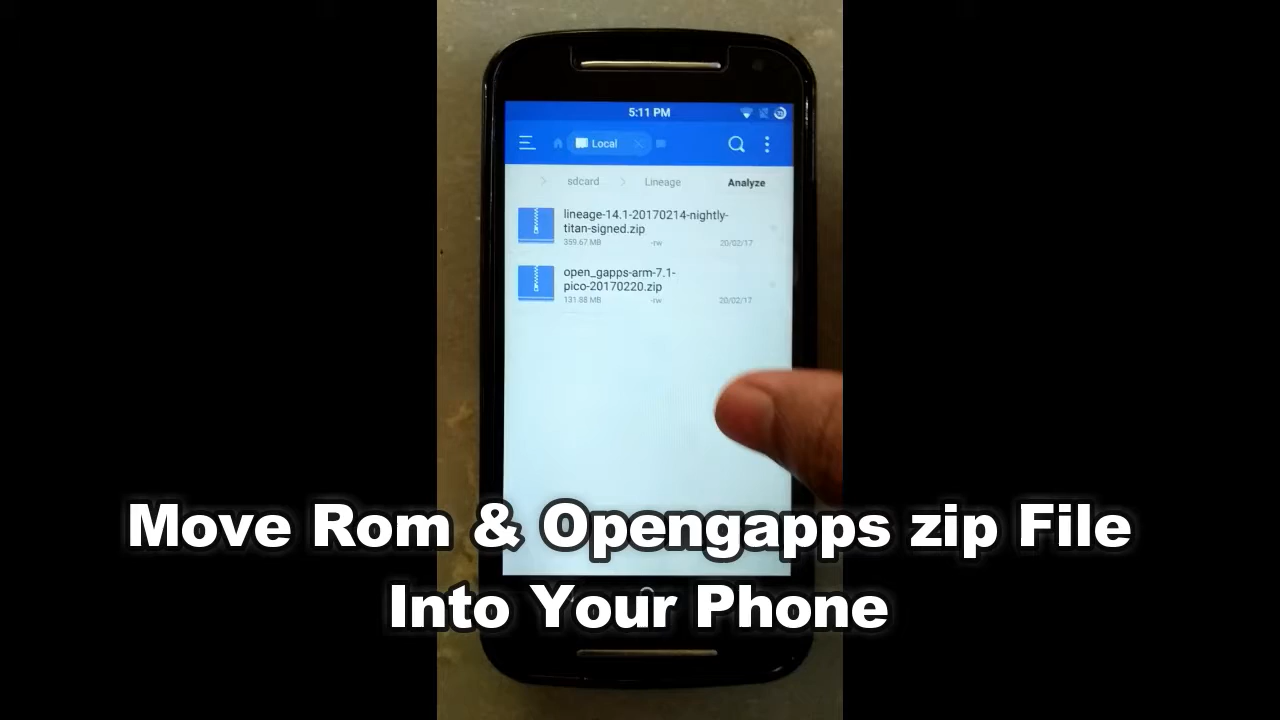 5:11 PM
Local
sdcard
Lineage
Analyze
lineage-14.1-20170214-nightly-
titan-signed.zip
359.67 MB
-rw
20/02/17
open_gapps-arm-7.1-
pico-20170220.zip
131.88 MB
-rw
20/02/17
Move Rom & Opengapps zip File
Into Your Phone